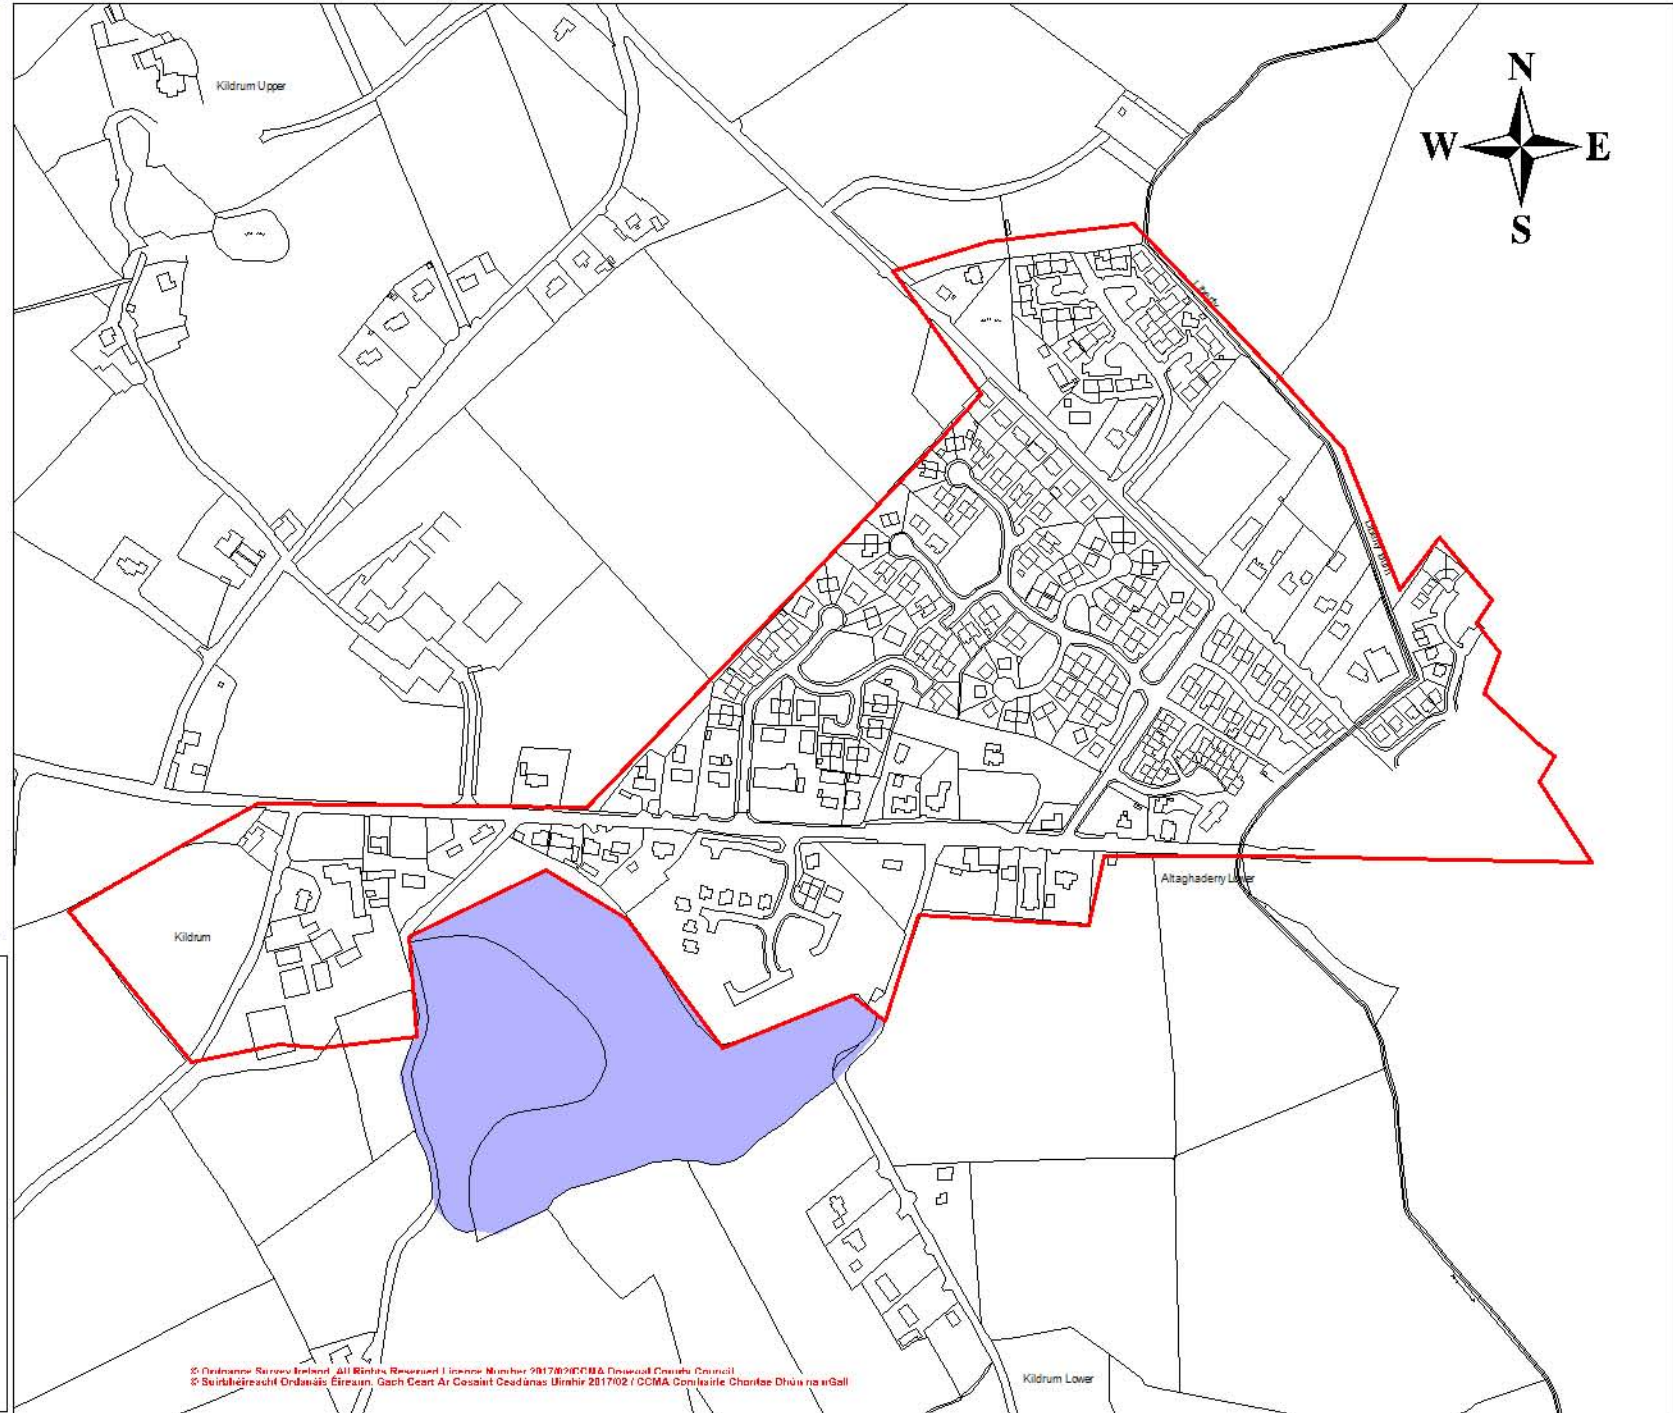 Kildrum Upper
N
W
E
S
Liberty
Altaghaderry Lower
Kildrum
Kildrum Lower
© Ordnance Survey Ireland. All Rights Reserved Licence Number 2017/02/CCMA Donegal County Council
© Suirbhéireacht Ordanáis Éireann. Gach Ceart Ar Cosaint Ceadúnas Uimhir 2017/02 / CCMA Comhairle Chontae Dhún na nGall